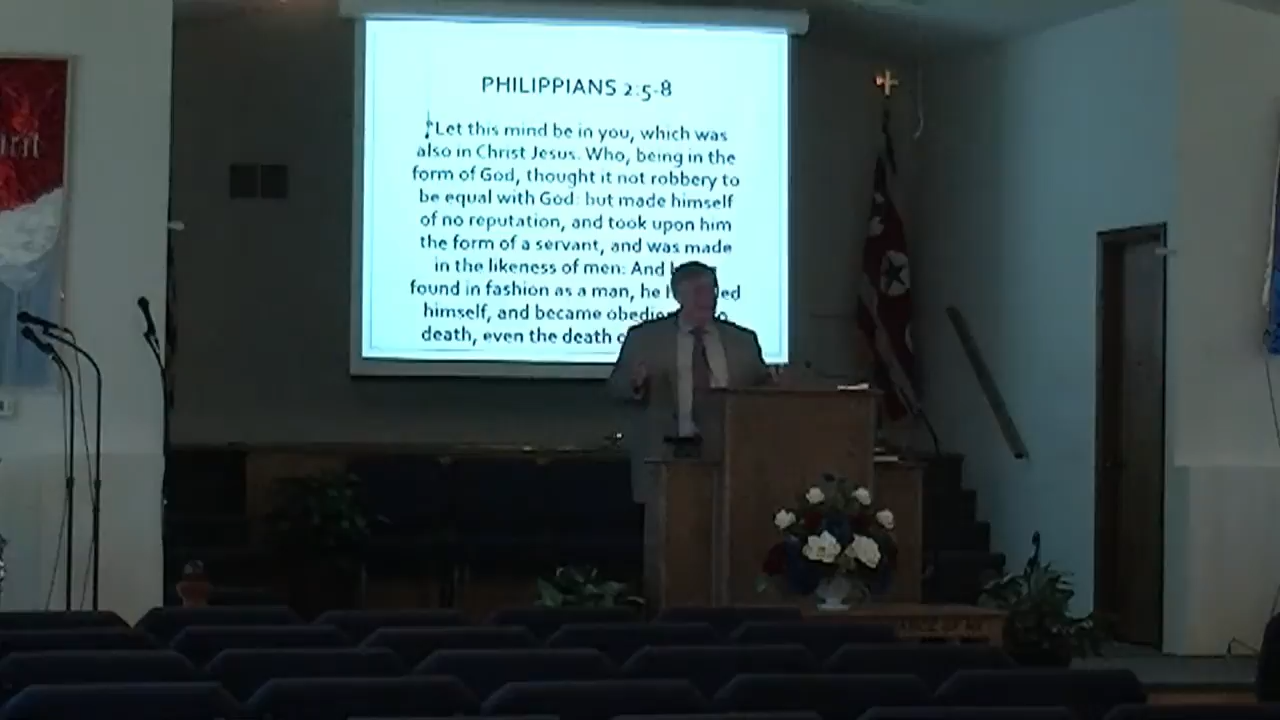 PHILIPPIANS 2:5-8
Let this mind be in you, which was
also in Christ Jesus. Who, being in the
form of God, thought it not robbery to
be equal with God: but made himself
of no reputation, and took upon him
the form of a servant, and was made
in the likeness of men: And
found in fashion as a man, he
himself, and became
death, even the death